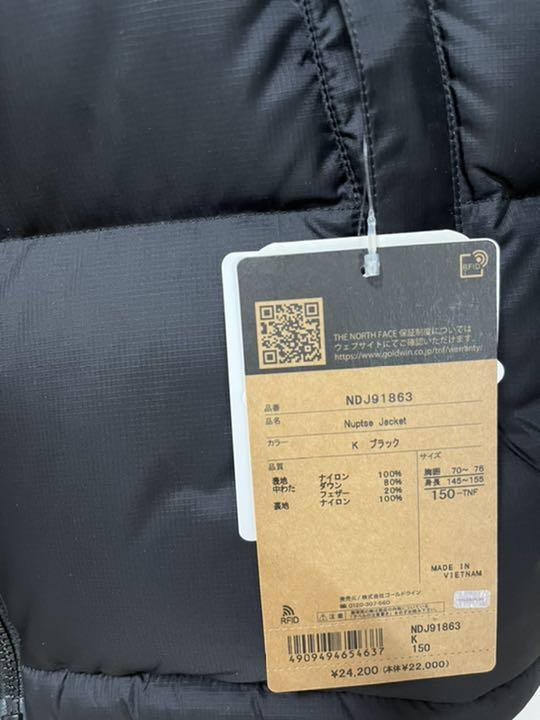 RFID
THE NORTH FACE 保証制度については
ウェブサイトにてご確認いただけます。
https://www.goldwin.co.jp/tnf/warranty/
品番 NDJ91863
品名 Nuptse Jacket
カラー K ブラック
品質
表地 ナイロン 100%
中わた ダウン 80%
フェザー 20%
裏地 ナイロン 100%
サイズ
胸囲 70~76
身長 145~155
150-TNF
MADE IN
VIETNAM
発売元/株式会社ゴールドウイン
☎0120-307-560
RFID
注意
NDJ91863
K
150
4909494654637
¥24,200 (本体¥22,000)